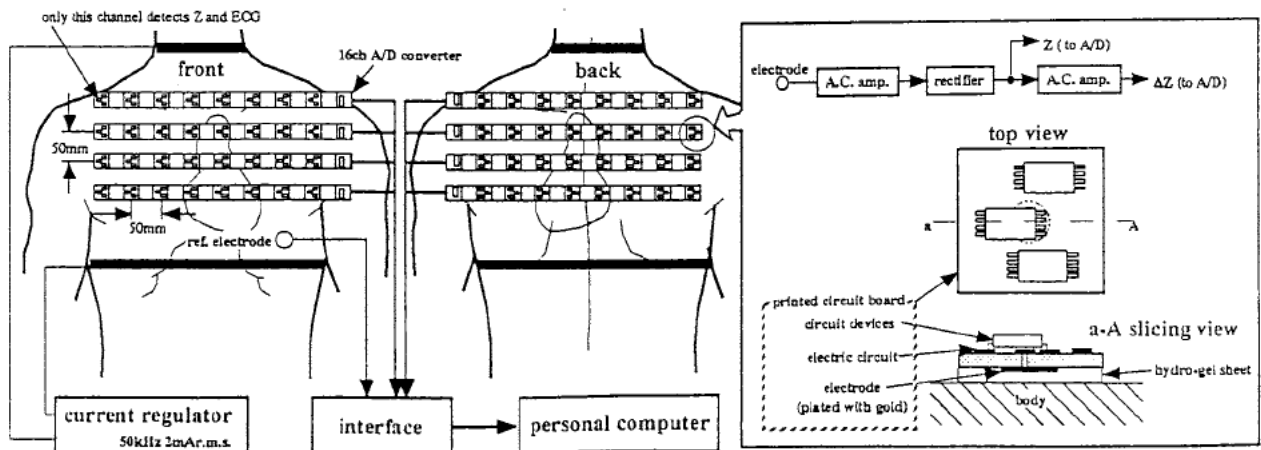 only this channel detects Z and ECG
16ch A/D converter
front
back
50mm
50mm
ref. electrode
current regulator
50kHz 2mAr.m.s.
interface
personal computer
electrode
A.C. amp.
rectifier
Z (to A/D)
A.C. amp.
ΔZ (to A/D)
top view
a
A
printed circuit board
circuit devices
electric circuit
electrode
(plated with gold)
a-A slicing view
hydro-gel sheet
body